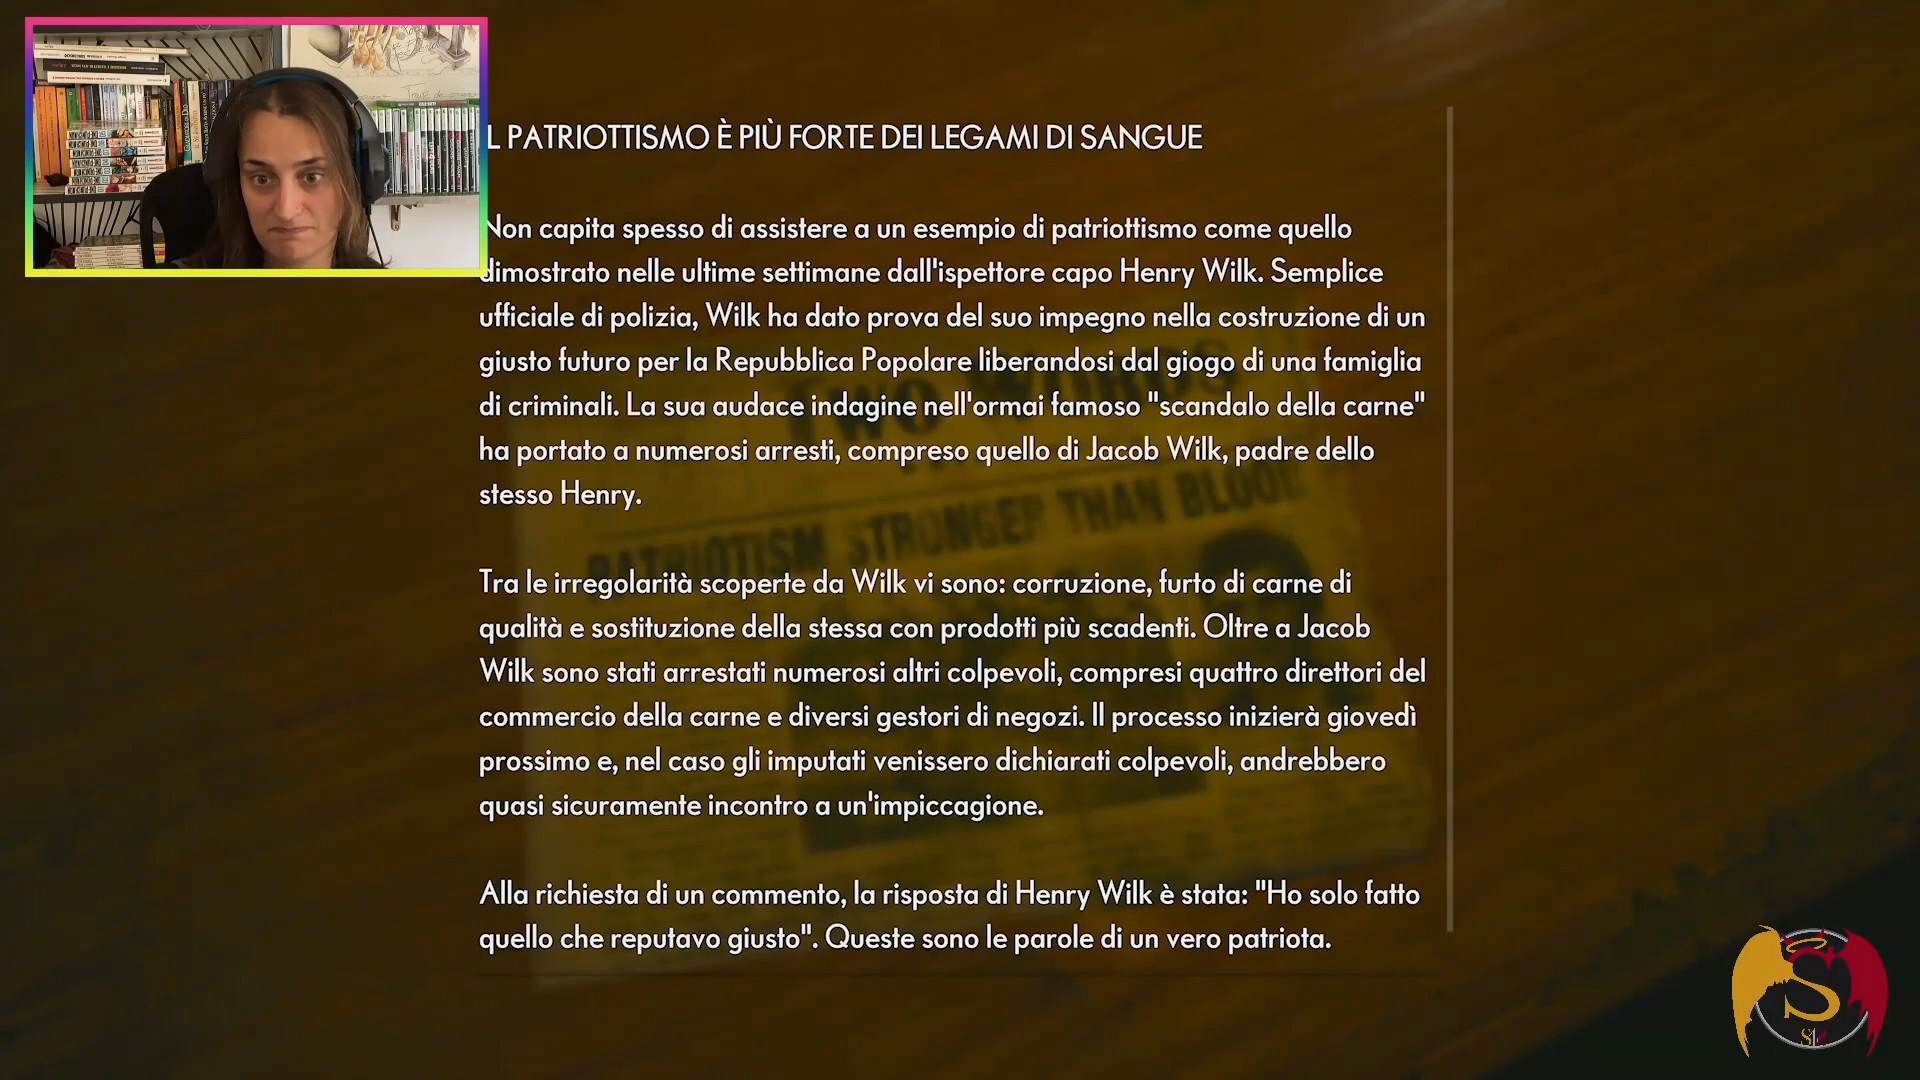 IL PATRIOTTISMO È PIÙ FORTE DEI LEGAMI DI SANGUE
Non capita spesso di assistere a un esempio di patriottismo come quello
dimostrato nelle ultime settimane dall'ispettore capo Henry Wilk. Semplice
ufficiale di polizia, Wilk ha dato prova del suo impegno nella costruzione di un
giusto futuro per la Repubblica Popolare liberandosi dal giogo di una famiglia
di criminali. La sua audace indagine nell'ormai famoso "scandalo della carne"
ha portato a numerosi arresti, compreso quello di Jacob Wilk, padre dello
stesso Henry.
Tra le irregolarità scoperte da Wilk vi sono: corruzione, furto di carne di
qualità e sostituzione della stessa con prodotti più scadenti. Oltre a Jacob
Wilk sono stati arrestati numerosi altri colpevoli, compresi quattro direttori del
commercio della carne e diversi gestori di negozi. Il processo inizierà giovedì
prossimo e, nel caso gli imputati venissero dichiarati colpevoli, andrebbero
quasi sicuramente incontro a un'impiccagione.
Alla richiesta di un commento, la risposta di Henry Wilk è stata: "Ho solo fatto
quello che reputavo giusto". Queste sono le parole di un vero patriota.
TWO WORDS
PATRIOTISM STRONGER THAN BLOOD
S